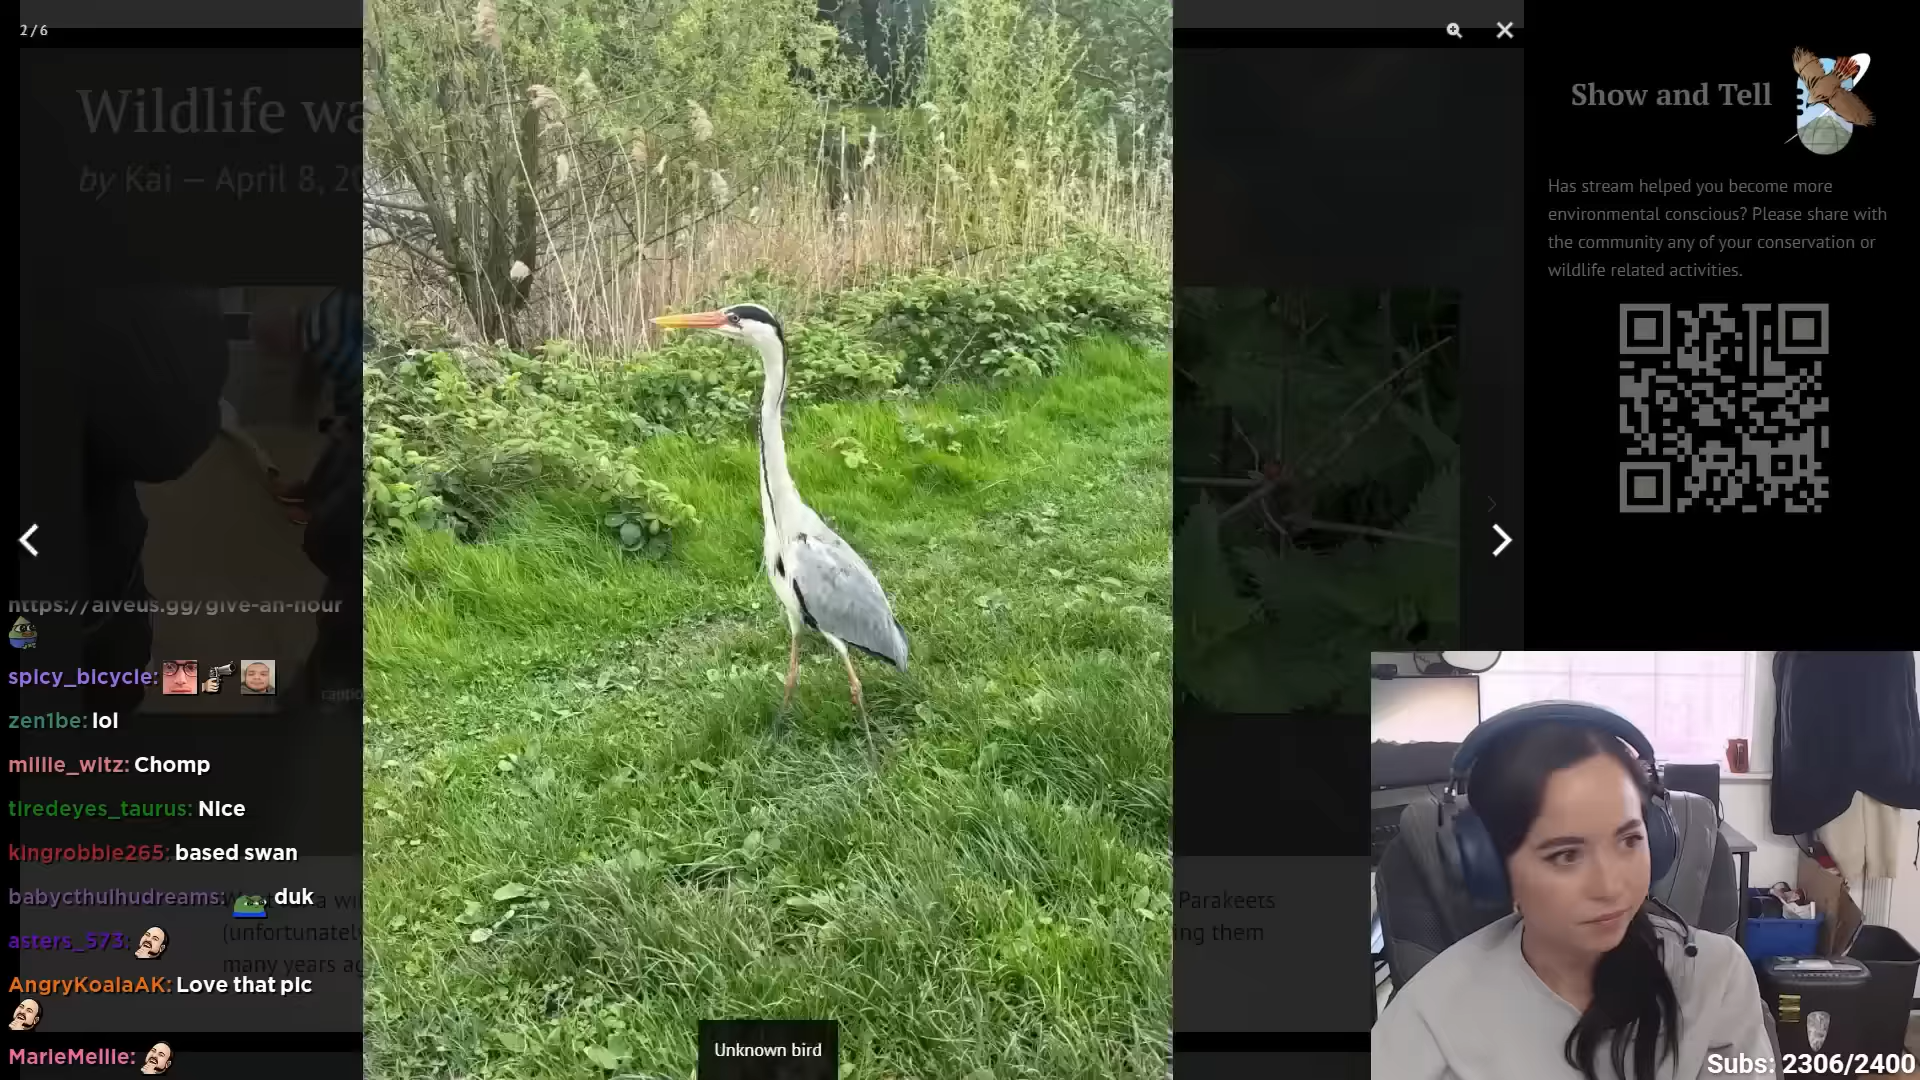 2/6
Wildlife wa
by Kai — April 8, 20
Show and Tell
Has stream helped you become more
environmental conscious? Please share with
the community any of your conservation or
wildlife related activities.
https://alveus.gg/give-an-hour
spicy_bicycle:
zen1be: lol
millie_witz: Chomp
tiredeyes_taurus: Nice
kingrobbie265: based swan
babycthulhudreams: duk
asters_573:
AngryKoalaAK: Love that pic
MarieMellie:
a wil
Parakeets
(unfortunately
ing them
many years ag
Unknown bird
Subs: 2306/2400